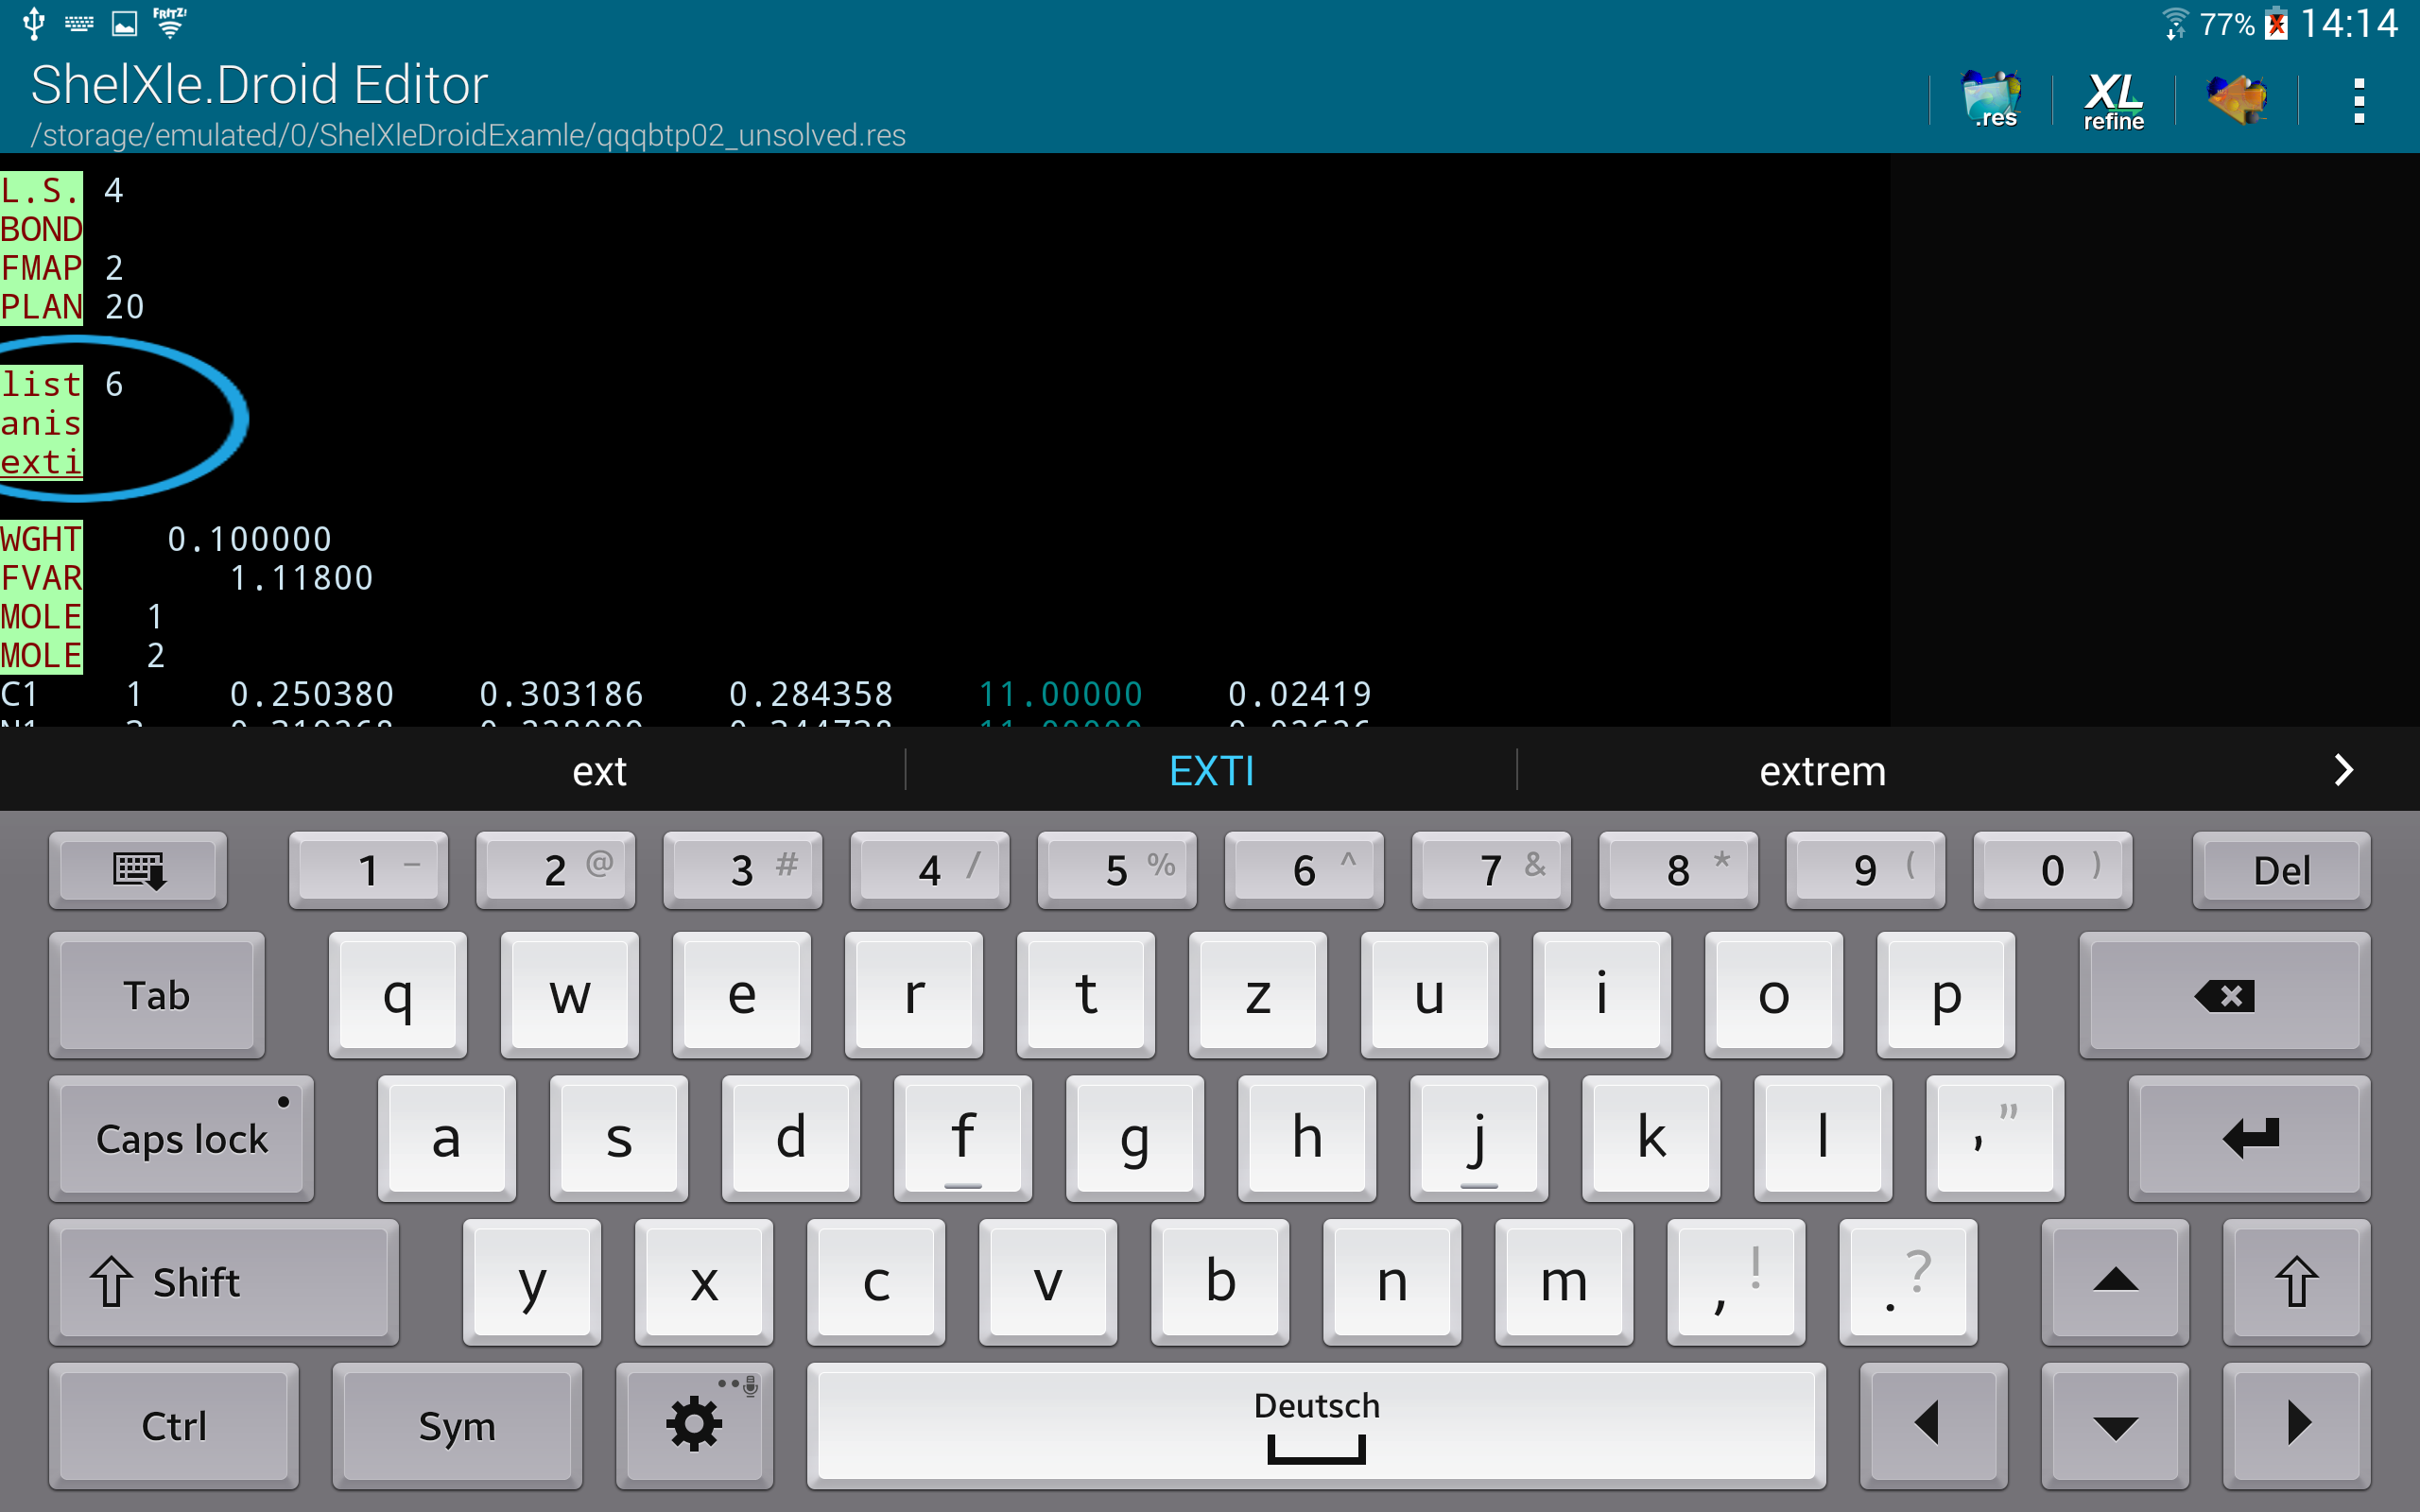 FRITZ!
77% 14:14
ShelXle.Droid Editor
/storage/emulated/0/ShelXleDroidExamle/qqqbtp02_unsolved.res
.res
XL
refine
L.S. 4
BOND
FMAP 2
PLAN 20
list 6
anis
exti
WGHT 0.100000
FVAR 1.11800
MOLE 1
MOLE 2
C1 1 0.250380 0.303186 0.284358 11.00000 0.02419
ext EXTI extrem
1 – 2 @ 3 # 4 / 5 % 6 ^ 7 & 8 * 9 ( 0 ) Del
Tab q w e r t z u i o p
Caps lock a s d f g h j k l , ”
Shift y x c v b n m , ! . ?
Ctrl Sym Deutsch